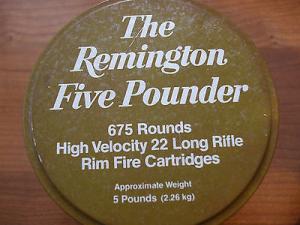 The
Remington
Five Pounder
675 Rounds
High Velocity 22 Long Rifle
Rim Fire Cartridges
Approximate Weight
5 Pounds (2.26 kg)